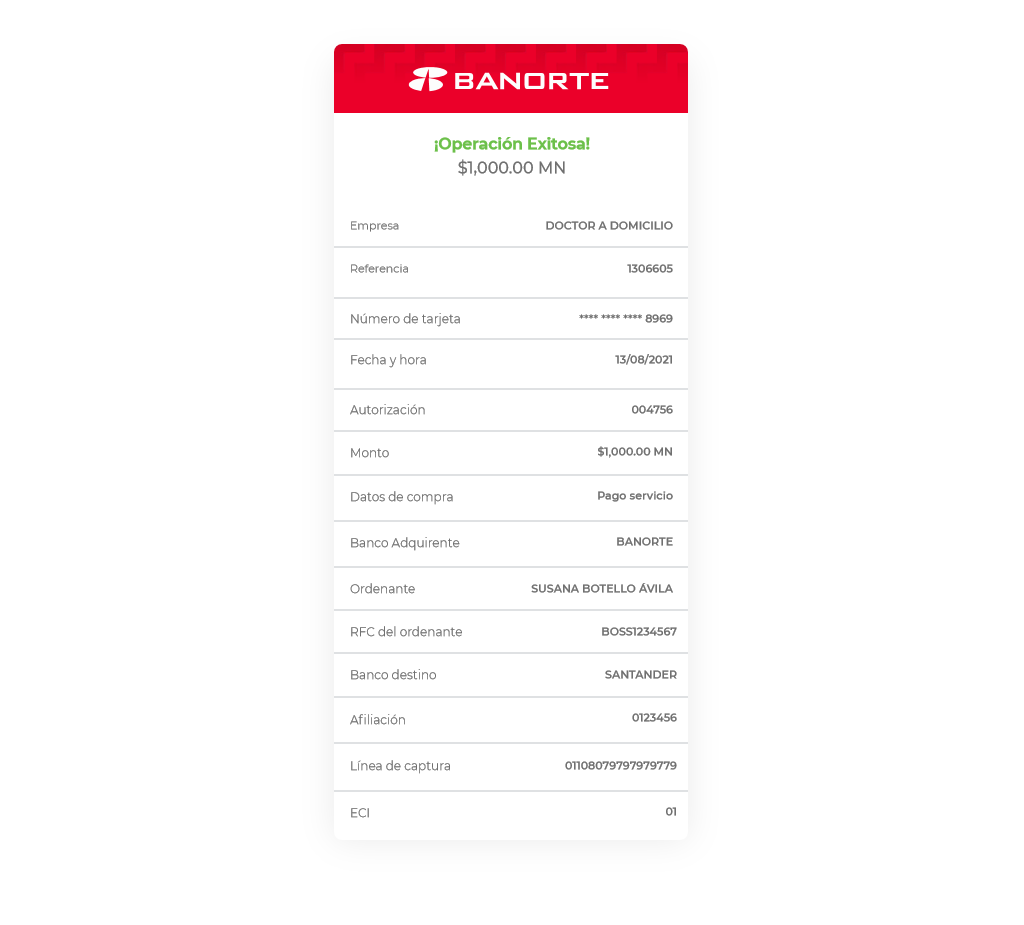 BANORTE
¡Operación Exitosa!
$1,000.00 MN
Empresa DOCTOR A DOMICILIO
Referencia 1306605
Número de tarjeta **** **** **** 8969
Fecha y hora 13/08/2021
Autorización 004756
Monto $1,000.00 MN
Datos de compra Pago servicio
Banco Adquirente BANORTE
Ordenante SUSANA BOTELLO ÁVILA
RFC del ordenante BOSS1234567
Banco destino SANTANDER
Afiliación 0123456
Línea de captura 01108079797979779
ECI 01